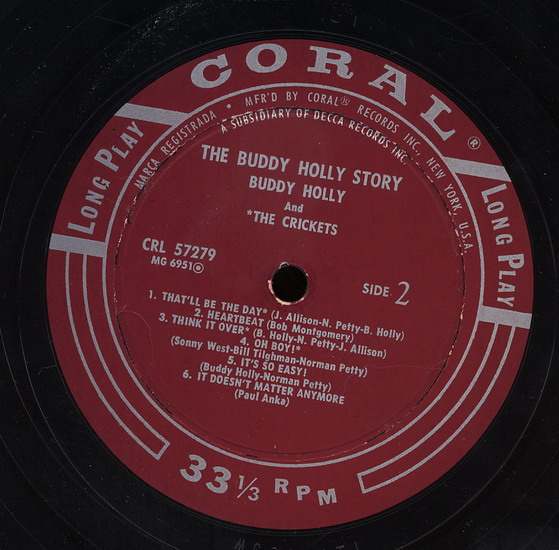 CORAL®
LONG PLAY
LONG PLAY
MARCA REGISTRADA • MFR'D BY CORAL® RECORDS INC., NEW YORK, U.S.A.
A SUBSIDIARY OF DECCA RECORDS INC.
THE BUDDY HOLLY STORY
BUDDY HOLLY
And
*THE CRICKETS
CRL 57279
MG 6951
SIDE 2
1. THAT'LL BE THE DAY* (J. Allison-N. Petty-B. Holly)
2. HEARTBEAT (Bob Montgomery)
3. THINK IT OVER* (B. Holly-N. Petty-J. Allison)
4. OH BOY!*
(Sonny West-Bill Tilghman-Norman Petty)
5. IT'S SO EASY!
(Buddy Holly-Norman Petty)
6. IT DOESN'T MATTER ANYMORE
(Paul Anka)
33 1/3 RPM